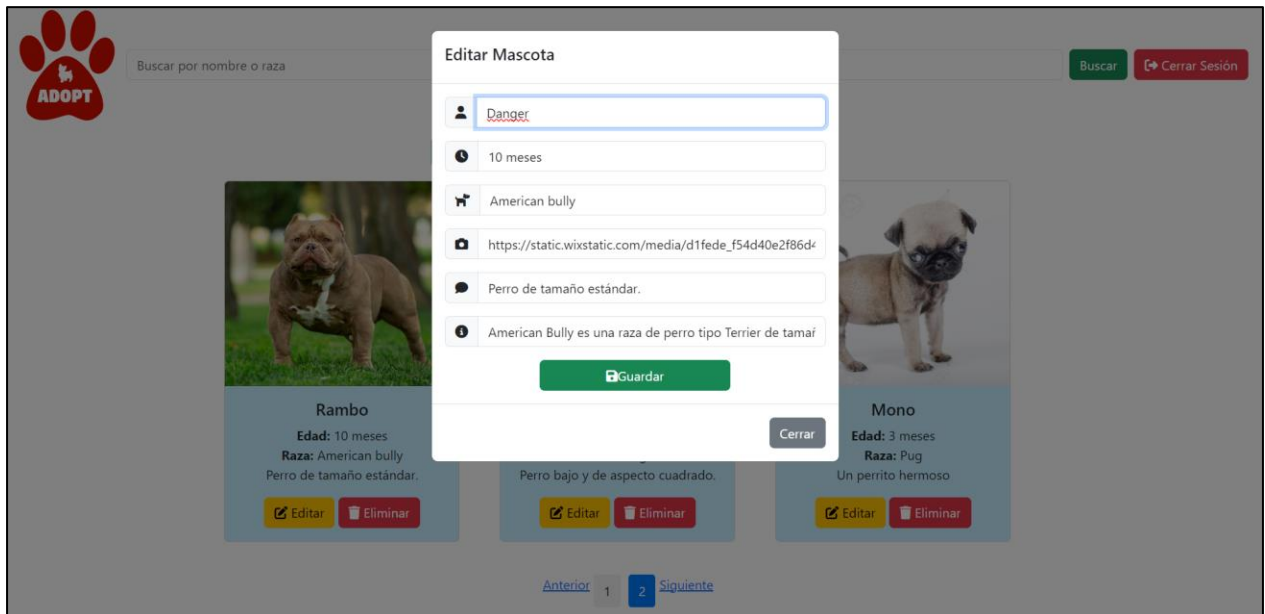 ADOPT
Buscar por nombre o raza
Buscar
Cerrar Sesión
Editar Mascota
Danger
10 meses
American bully
https://static.wixstatic.com/media/d1fede_f54d40e2f86d4
Perro de tamaño estándar.
American Bully es una raza de perro tipo Terrier de tamañ
Guardar
Cerrar
Rambo
Edad: 10 meses
Raza: American bully
Perro de tamaño estándar.
Editar Eliminar
Perro bajo y de aspecto cuadrado.
Editar Eliminar
Mono
Edad: 3 meses
Raza: Pug
Un perrito hermoso
Editar Eliminar
Anterior 1 2 Siguiente